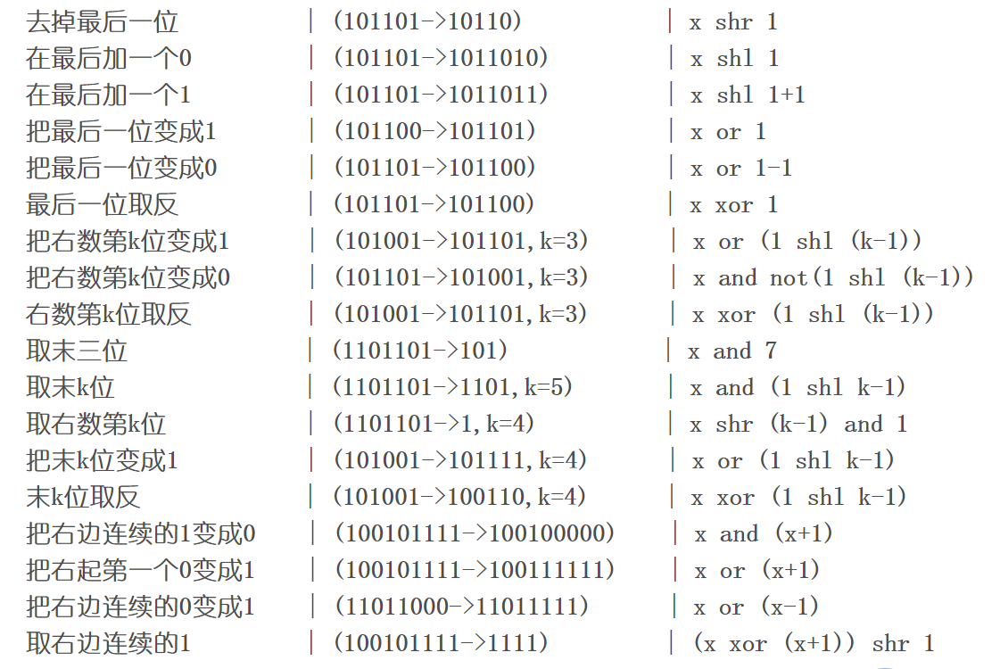 去掉最后一位 | (101101->10110) | x shr 1
在最后加一个0 | (101101->1011010) | x shl 1
在最后加一个1 | (101101->1011011) | x shl 1+1
把最后一位变成1 | (101100->101101) | x or 1
把最后一位变成0 | (101101->101100) | x or 1-1
最后一位取反 | (101101->101100) | x xor 1
把右数第k位变成1 | (101001->101101,k=3) | x or (1 shl (k-1))
把右数第k位变成0 | (101101->101001,k=3) | x and not(1 shl (k-1))
右数第k位取反 | (101001->101101,k=3) | x xor (1 shl (k-1))
取末三位 | (1101101->101) | x and 7
取末k位 | (1101101->1101,k=5) | x and (1 shl k-1)
取右数第k位 | (1101101->1,k=4) | x shr (k-1) and 1
把末k位变成1 | (101001->101111,k=4) | x or (1 shl k-1)
末k位取反 | (101001->100110,k=4) | x xor (1 shl k-1)
把右边连续的1变成0 | (100101111->100100000) | x and (x+1)
把右起第一个0变成1 | (100101111->100111111) | x or (x+1)
把右边连续的0变成1 | (11011000->11011111) | x or (x-1)
取右边连续的1 | (100101111->1111) | (x xor (x+1)) shr 1